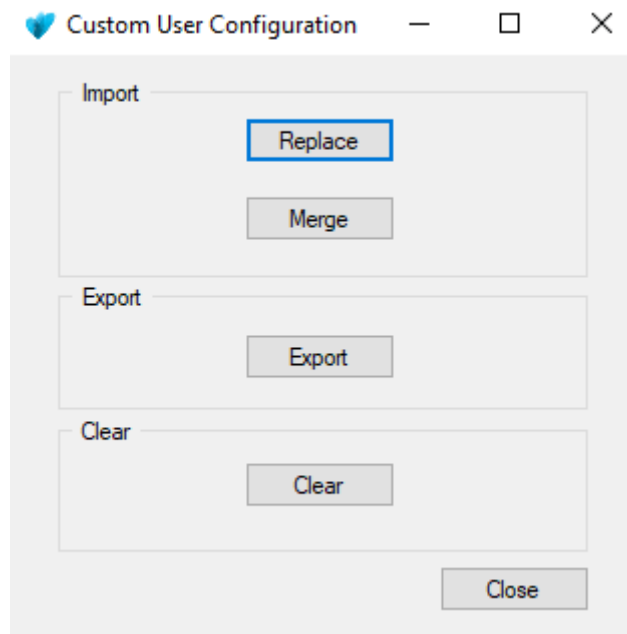 Custom User Configuration
Import
Replace
Merge
Export
Export
Clear
Clear
Close